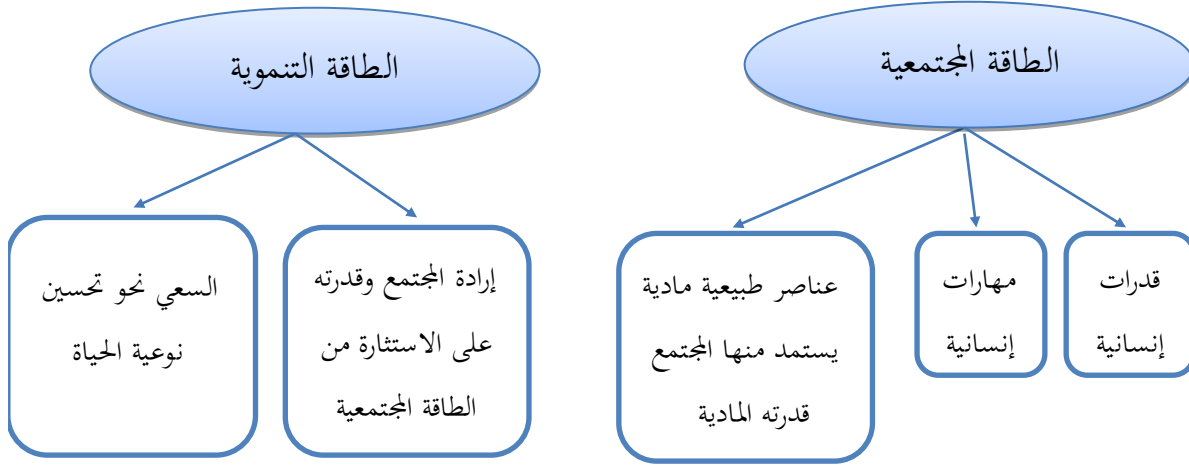 الطاقة المجتمعية
قدرات
إنسانية
مهارات
إنسانية
عناصر طبيعية مادية
يستمد منها المجتمع
قدرته المادية
الطاقة التنموية
إرادة المجتمع وقدرته
على الاستثارة من
الطاقة المجتمعية
السعي نحو تحسين
نوعية الحياة